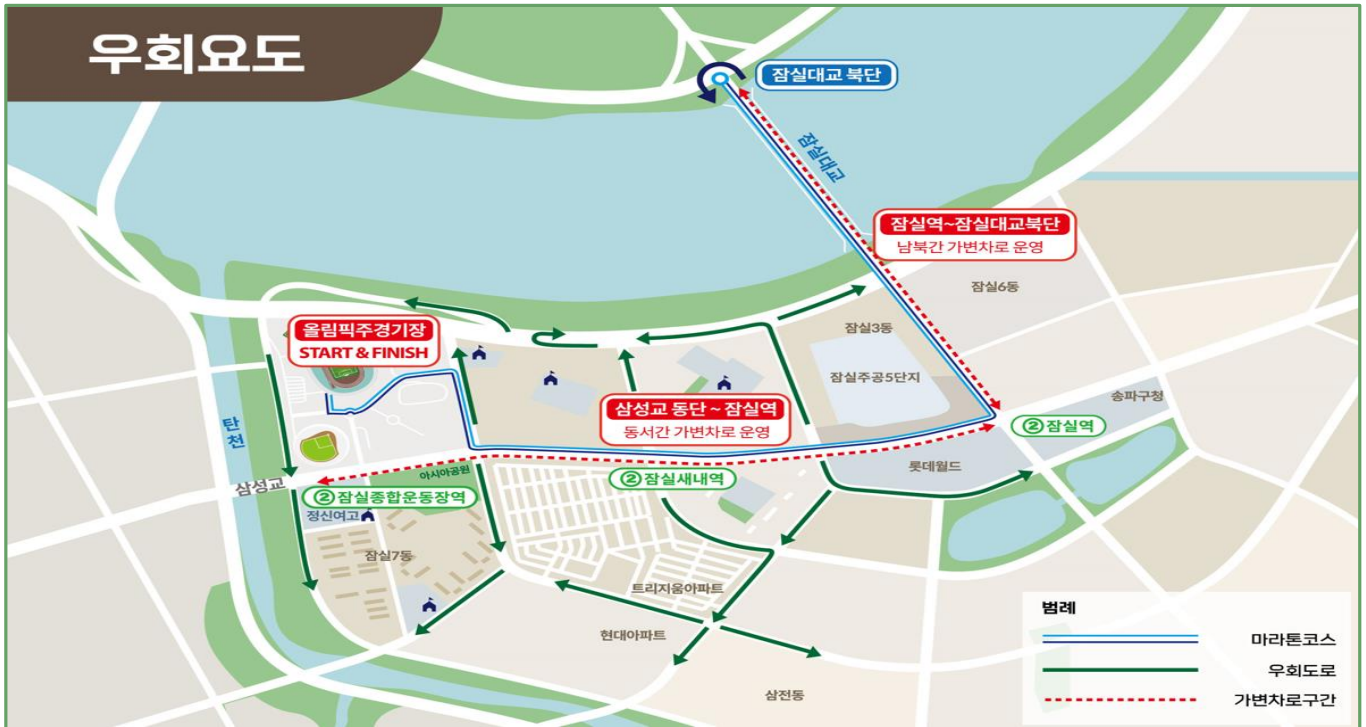 우회요도
잠실대교 북단
잠실대교
잠실역~잠실대교북단
남북간 가변차로 운영
잠실6동
올림픽주경기장
START & FINISH
잠실3동
잠실주공5단지
삼성교 동단 ~ 잠실역
동서간 가변차로 운영
송파구청
② 잠실역
탄천
롯데월드
아시아공원
② 잠실새내역
삼성교
② 잠실종합운동장역
정신여고
잠실7동
트리지움아파트
현대아파트
삼전동
범례
마라톤코스
우회도로
가변차로구간